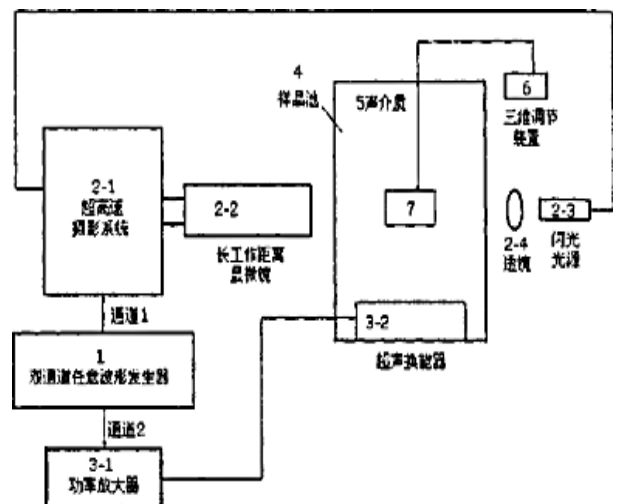 4
样品池
5声介质
6
三维调节
装置
2-1
超高速
摄影系统
2-2
长工作距离
显微镜
7
2-4
透镜
2-3
闪光
光源
通道1
1
双通道任意波形发生器
3-2
超声换能器
通道2
3-1
功率放大器